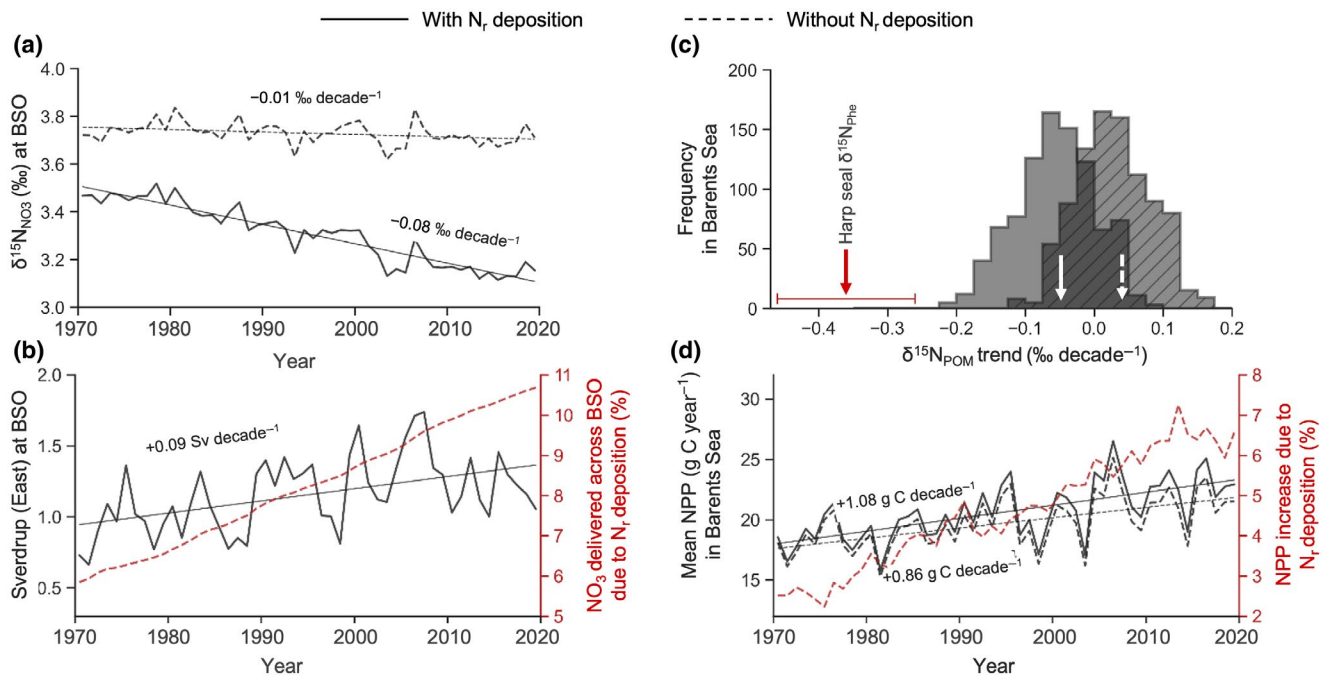 With Nr deposition
Without Nr deposition
(a)
δ15NNO3 (‰) at BSO
4.0
3.8
3.6
3.4
3.2
3.0
−0.01 ‰ decade−1
−0.08 ‰ decade−1
1970
1980
1990
2000
2010
2020
Year
(b)
Sverdrup (East) at BSO
2.0
1.5
1.0
0.5
+0.09 Sv decade−1
11
10
9
8
7
6
5
NO3 delivered across BSO
due to Nr deposition (%)
1970
1980
1990
2000
2010
2020
Year
(c)
Frequency
in Barents Sea
200
150
100
50
0
Harp seal δ15NPhe
−0.4
−0.3
−0.2
−0.1
0.0
0.1
0.2
δ15NPOM trend (‰ decade−1)
(d)
Mean NPP (g C year−1)
in Barents Sea
30
25
20
15
+1.08 g C decade−1
+0.86 g C decade−1
8
7
6
5
4
3
2
1
NPP increase due to
Nr deposition (%)
1970
1980
1990
2000
2010
2020
Year